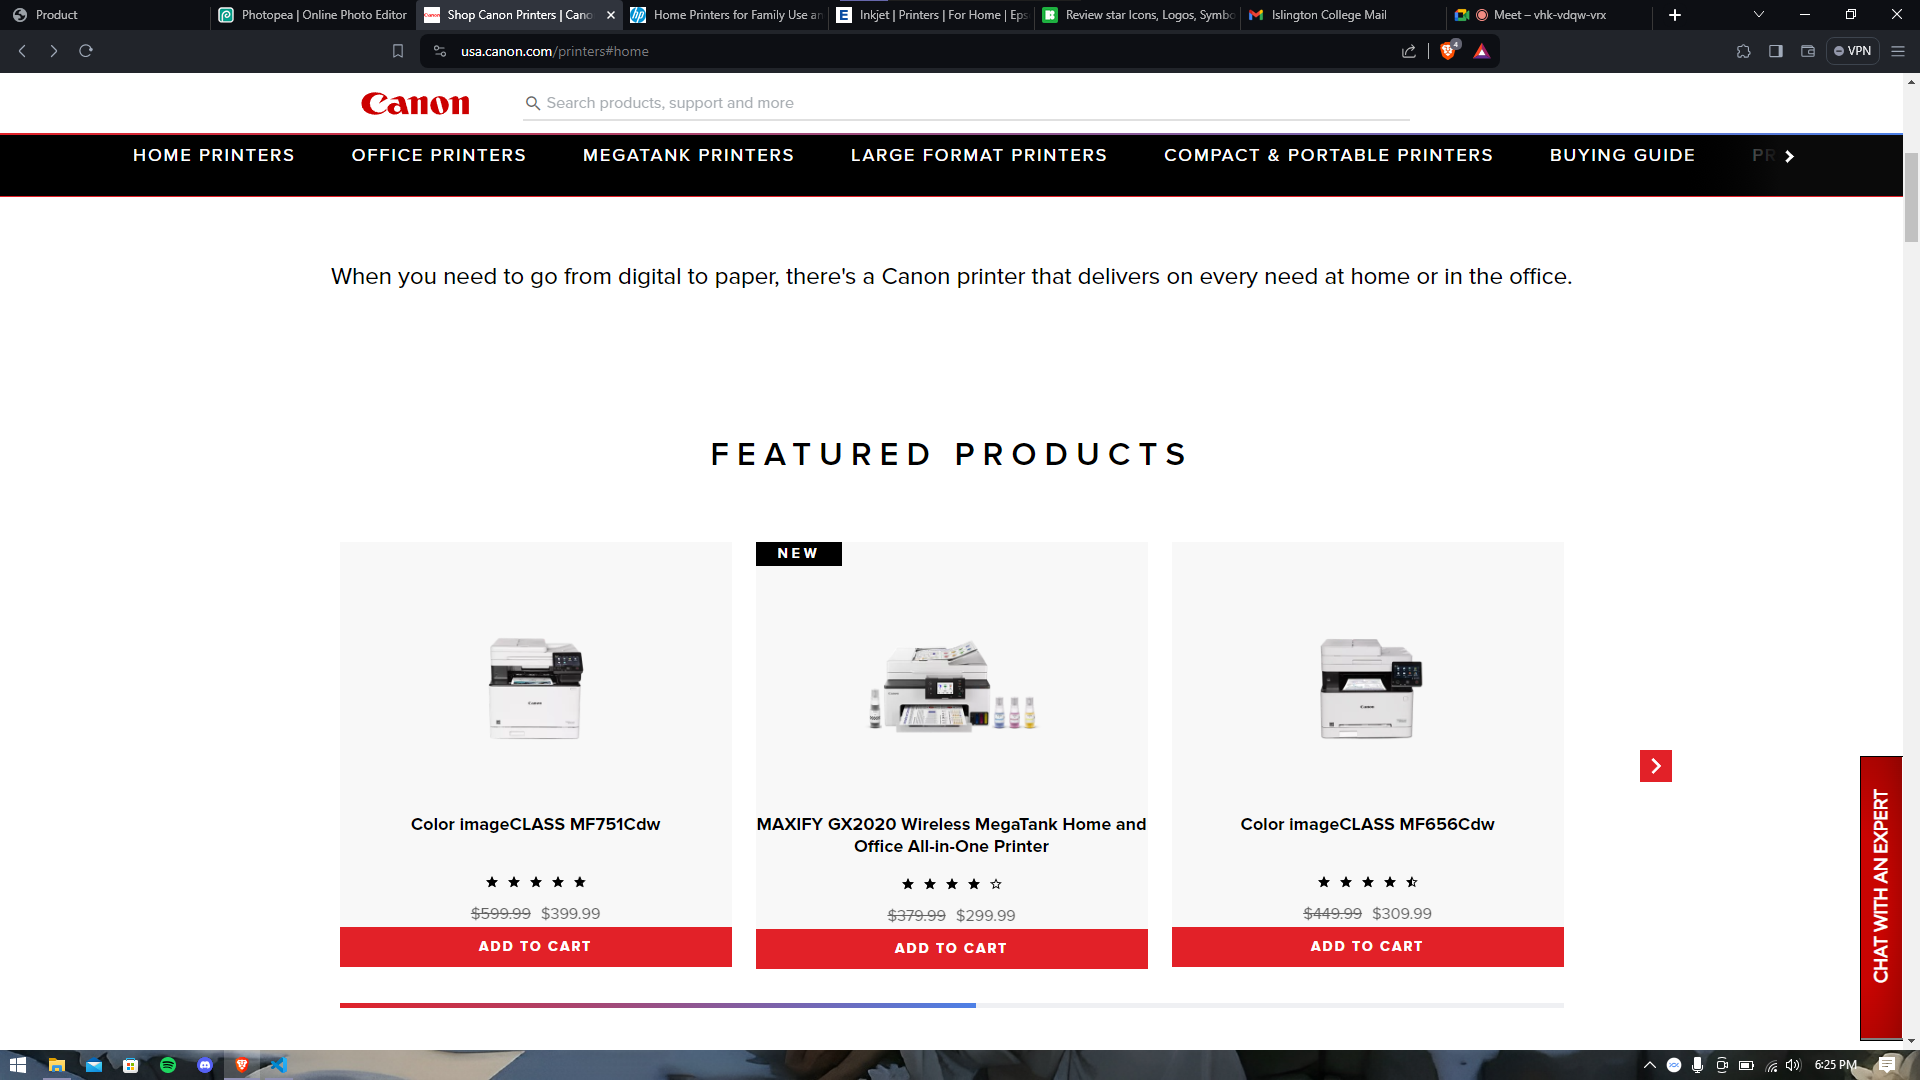 Product
Photopea | Online Photo Editor
Shop Canon Printers | Cano
Home Printers for Family Use an
Inkjet | Printers | For Home | Eps
Review star Icons, Logos, Symbo
Islington College Mail
Meet – vhk-vdqw-vrx
usa.canon.com/printers#home
4
VPN
Canon
Search products, support and more
HOME PRINTERS
OFFICE PRINTERS
MEGATANK PRINTERS
LARGE FORMAT PRINTERS
COMPACT & PORTABLE PRINTERS
BUYING GUIDE
PR
When you need to go from digital to paper, there's a Canon printer that delivers on every need at home or in the office.
FEATURED PRODUCTS
NEW
Color imageCLASS MF751Cdw
$599.99 $399.99
ADD TO CART
MAXIFY GX2020 Wireless MegaTank Home and
Office All-in-One Printer
$379.99 $299.99
ADD TO CART
Color imageCLASS MF656Cdw
$449.99 $309.99
ADD TO CART
CHAT WITH AN EXPERT
6:25 PM